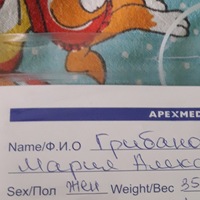 APEXMED
Name/Ф.И.О Грибано
Мария Алекс
Sex/Пол Жен Weight/Вес 35